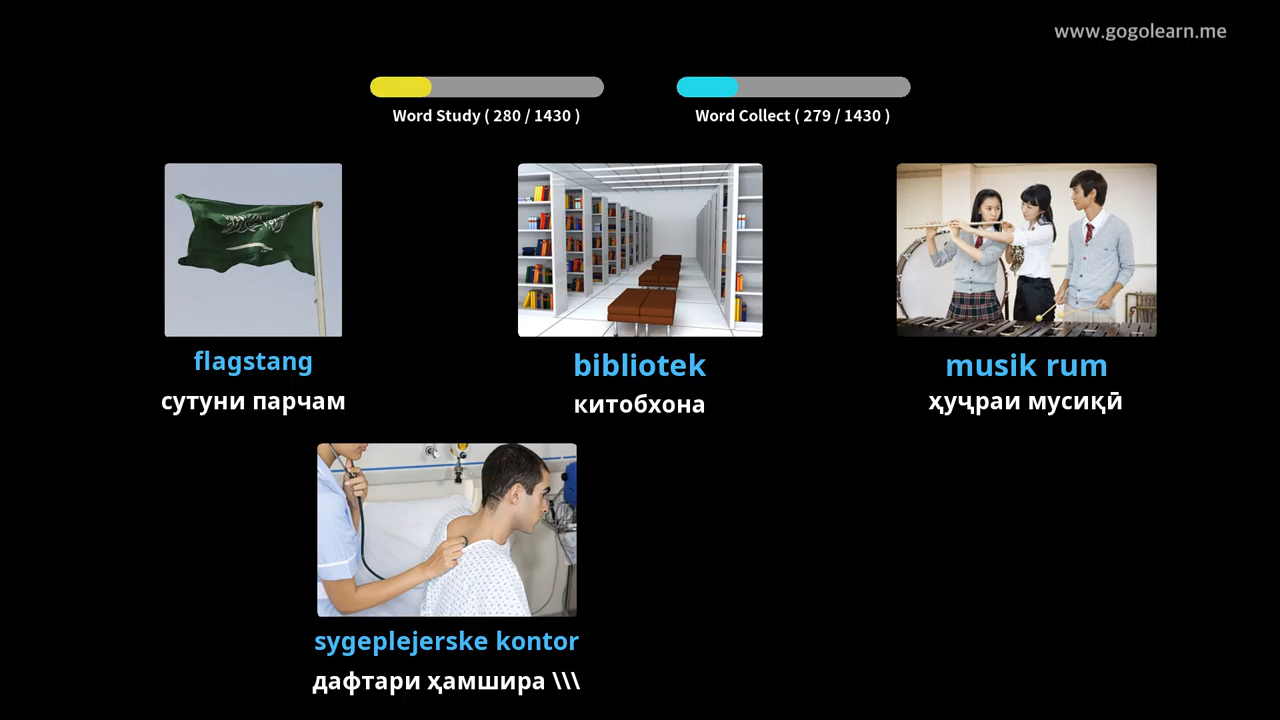 www.gogolearn.me
Word Study ( 280 / 1430 )
Word Collect ( 279 / 1430 )
flagstang
сутуни парчам
bibliotek
китобхона
musik rum
ҳуҷраи мусиқӣ
sygeplejerske kontor
дафтари ҳамшира \\\